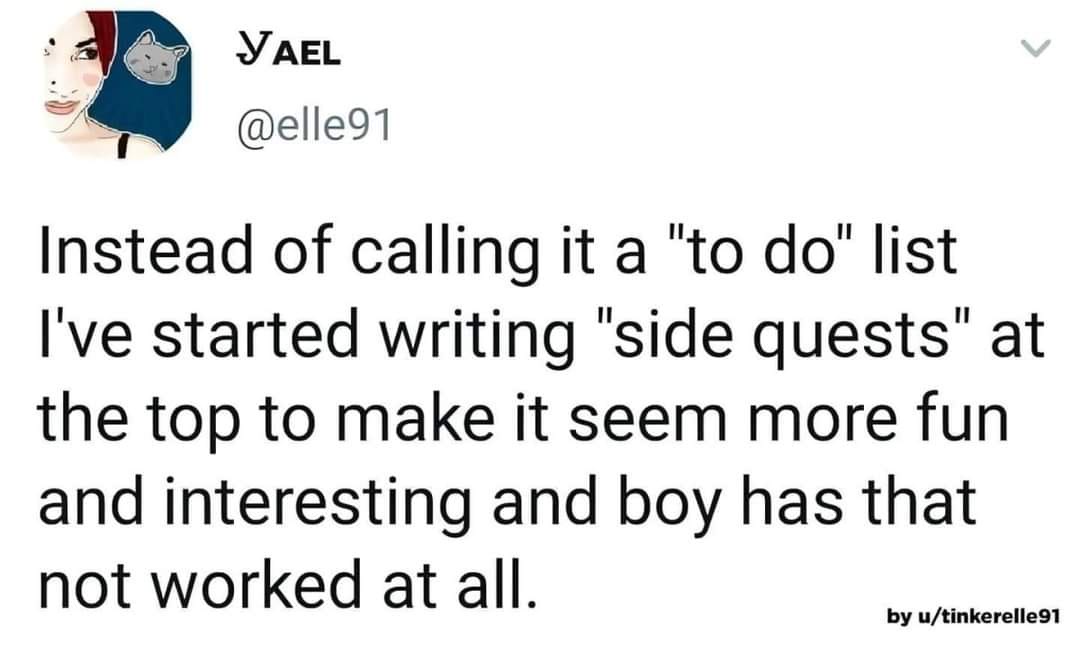 YAEL
@elle91
Instead of calling it a "to do" list
I've started writing "side quests" at
the top to make it seem more fun
and interesting and boy has that
not worked at all.
by u/tinkerelle91